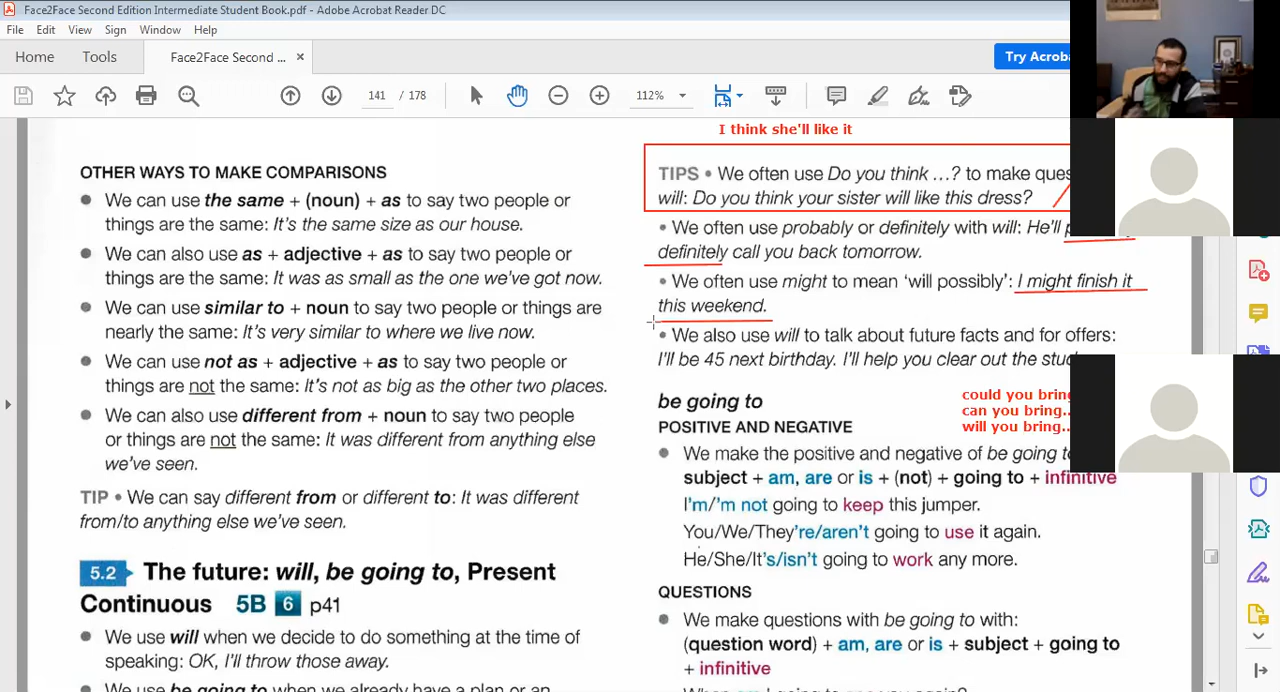 Face2Face Second Edition Intermediate Student Book.pdf - Adobe Acrobat Reader DC
File Edit View Sign Window Help
Home Tools Face2Face Second ... × Try Acroba
141 / 178 112%
OTHER WAYS TO MAKE COMPARISONS
● We can use the same + (noun) + as to say two people or
things are the same: It's the same size as our house.
● We can also use as + adjective + as to say two people or
things are the same: It was as small as the one we've got now.
● We can use similar to + noun to say two people or things are
nearly the same: It's very similar to where we live now.
● We can use not as + adjective + as to say two people or
things are not the same: It's not as big as the other two places.
● We can also use different from + noun to say two people
or things are not the same: It was different from anything else
we've seen.
TIP • We can say different from or different to: It was different
from/to anything else we've seen.
5.2 The future: will, be going to, Present
Continuous 5B 6 p41
● We use will when we decide to do something at the time of
speaking: OK, I'll throw those away.
● We use be going to when we already have a plan or an
I think she'll like it
TIPS • We often use Do you think …? to make ques
will: Do you think your sister will like this dress?
• We often use probably or definitely with will: He'll
definitely call you back tomorrow.
• We often use might to mean ‘will possibly’: I might finish it
this weekend.
• We also use will to talk about future facts and for offers:
I'll be 45 next birthday. I'll help you clear out the stu
be going to
could you bring
can you bring..
will you bring..
POSITIVE AND NEGATIVE
● We make the positive and negative of be going to
subject + am, are or is + (not) + going to + infinitive
I'm/'m not going to keep this jumper.
You/We/They're/aren't going to use it again.
He/She/It's/isn't going to work any more.
QUESTIONS
● We make questions with be going to with:
(question word) + am, are or is + subject + going to
+ infinitive